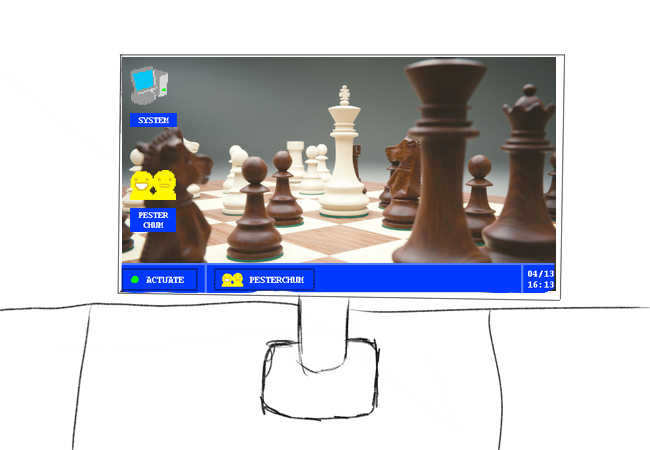 SYSTEM
PESTER
CHUM
ACTUATE
PESTERCHUM
04/13
16:13